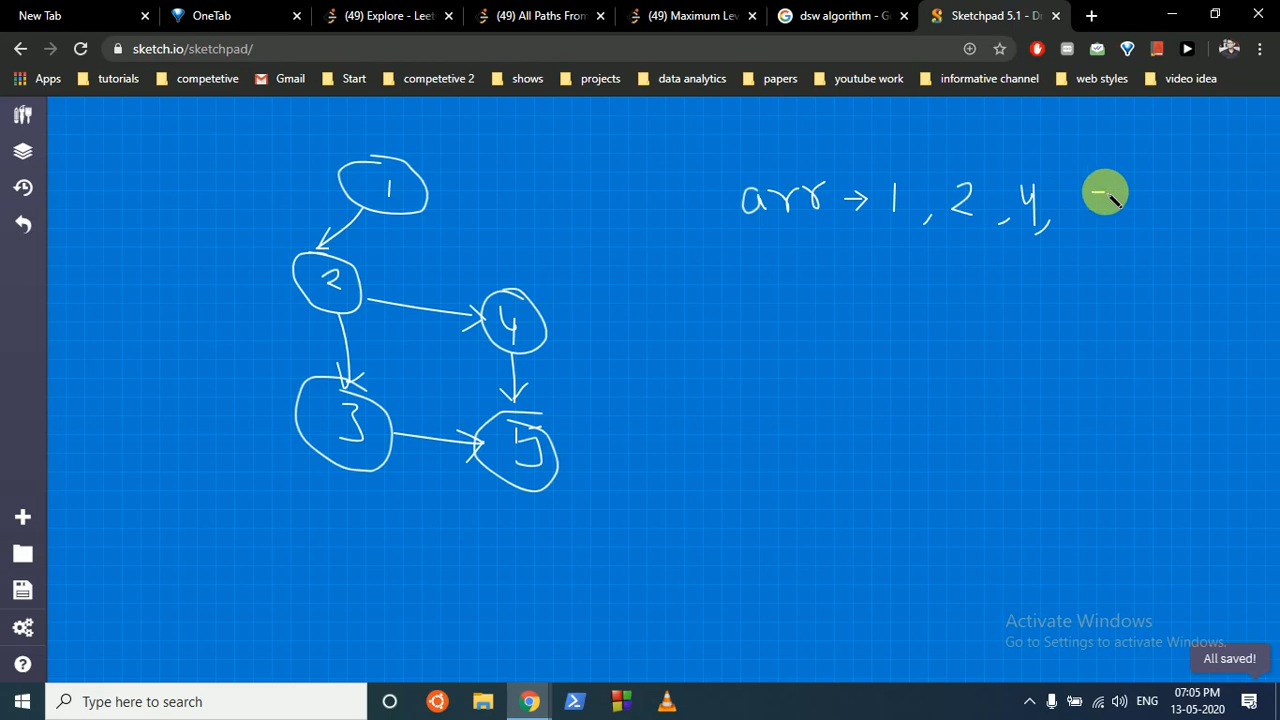 New Tab
OneTab
(49) Explore - Leet
(49) All Paths From
(49) Maximum Lev
dsw algorithm - G
Sketchpad 5.1 - Dr
sketch.io/sketchpad/
Apps tutorials competetive Gmail Start competetive 2 shows projects data analytics papers youtube work informative channel web styles video idea
1
arr → 1, 2, 4,
2
4
3
5
Activate Windows
Go to Settings to activate Windows.
All saved!
Type here to search
ENG
07:05 PM
13-05-2020